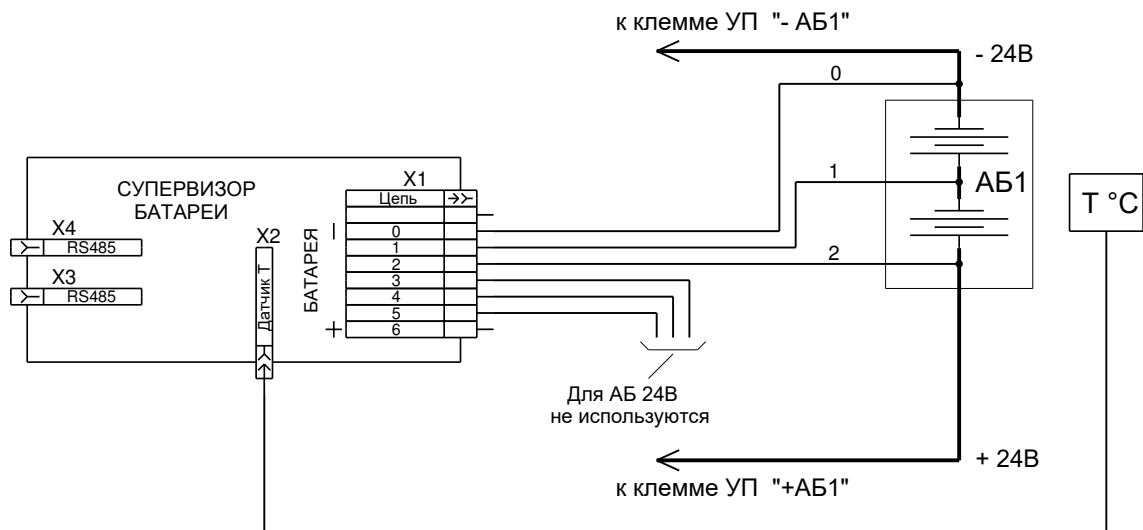 к клемме УП "- АБ1"
- 24В
0
1
АБ1
T °C
2
СУПЕРВИЗОР
БАТАРЕИ
X4
RS485
X3
RS485
X2
Датчик Т
X1
Цепь
БАТАРЕЯ
–
0
1
2
3
4
5
+
6
Для АБ 24В
не используются
+ 24В
к клемме УП "+АБ1"